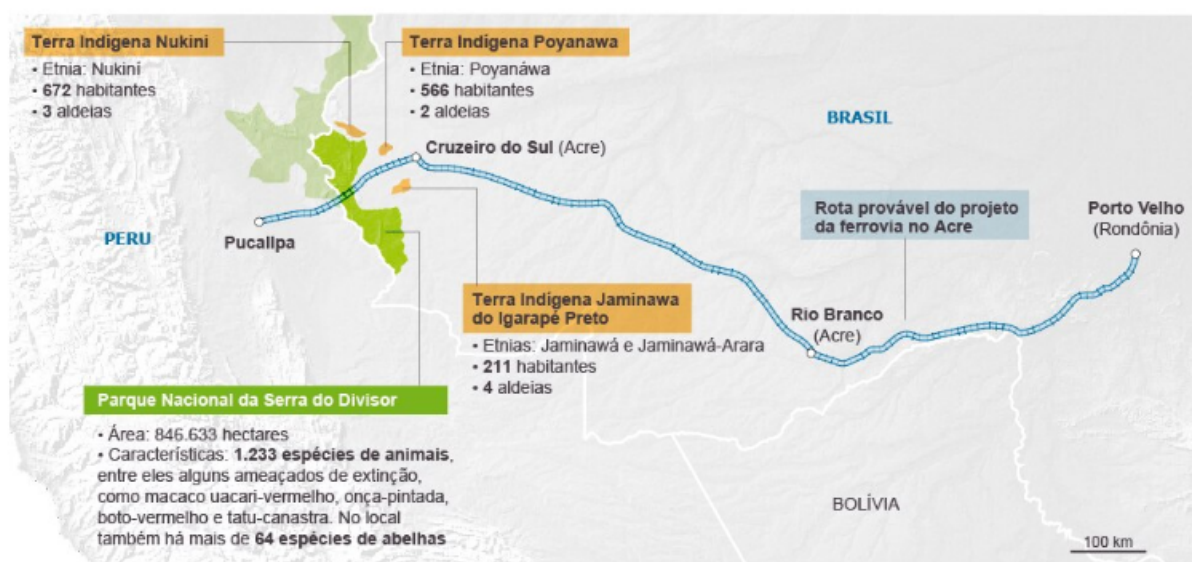 Terra Indígena Nukini
• Etnia: Nukini
• 672 habitantes
• 3 aldeias
Terra Indígena Poyanawa
• Etnia: Poyanáwa
• 566 habitantes
• 2 aldeias
BRASIL
Cruzeiro do Sul (Acre)
PERU
Pucallpa
Rota provável do projeto
da ferrovia no Acre
Porto Velho
(Rondônia)
Terra Indígena Jaminawa
do Igarapé Preto
• Etnias: Jaminawá e Jaminawá-Arara
• 211 habitantes
• 4 aldeias
Rio Branco
(Acre)
Parque Nacional da Serra do Divisor
• Área: 846.633 hectares
• Características: 1.233 espécies de animais,
entre eles alguns ameaçados de extinção,
como macaco uacari-vermelho, onça-pintada,
boto-vermelho e tatu-canastra. No local
também há mais de 64 espécies de abelhas
BOLÍVIA
100 km